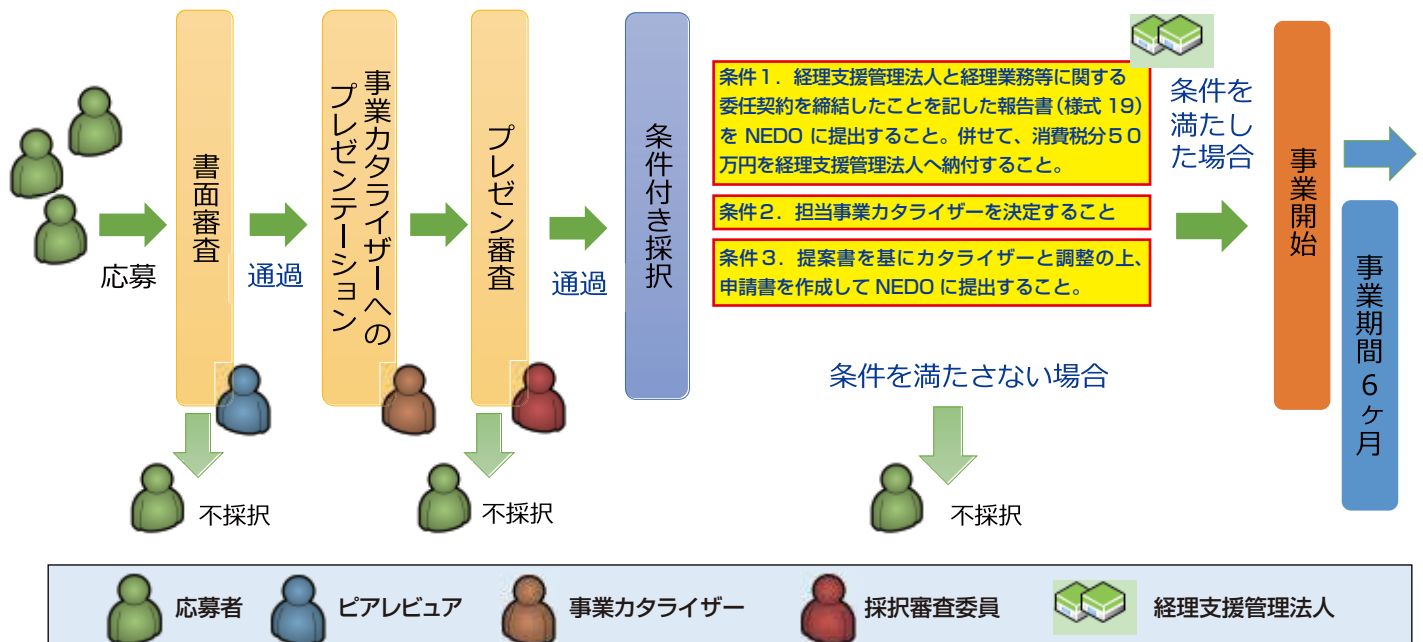 応募
書面審査
通過
事業カタライザーへの
プレゼンテーション
プレゼン審査
通過
条件付き採択
条件1.経理支援管理法人と経理業務等に関する
委任契約を締結したことを記した報告書(様式 19)
を NEDO に提出すること。併せて、消費税分50
万円を経理支援管理法人へ納付すること。
条件2.担当事業カタライザーを決定すること
条件3.提案書を基にカタライザーと調整の上、
申請書を作成して NEDO に提出すること。
条件を
満たし
た場合
事業開始
事業期間6ヶ月
条件を満たさない場合
不採択
不採択
不採択
応募者
ピアレビュア
事業カタライザー
採択審査委員
経理支援管理法人